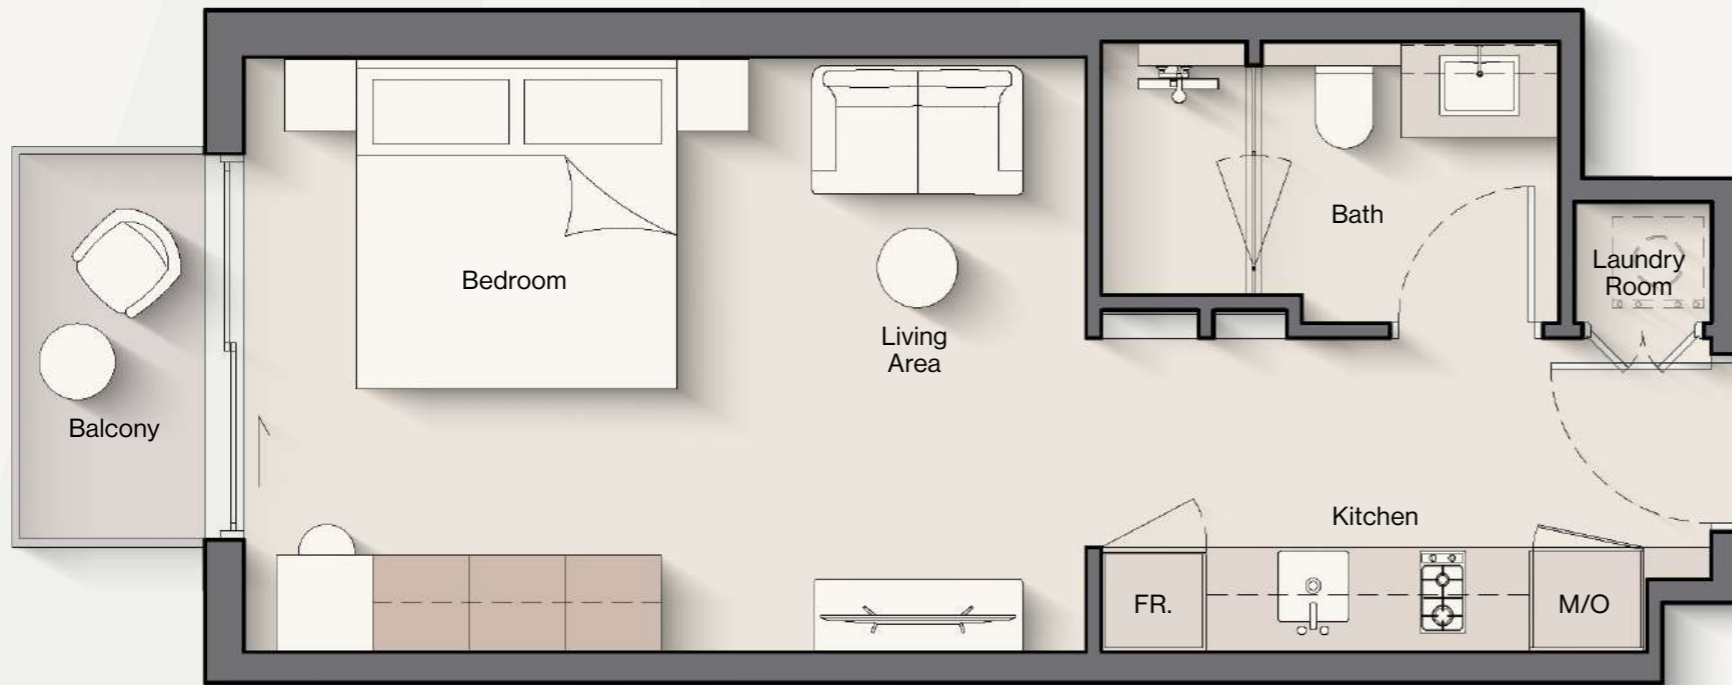 Bath
Laundry
Room
Bedroom
Living
Area
Balcony
Kitchen
FR.
M/O